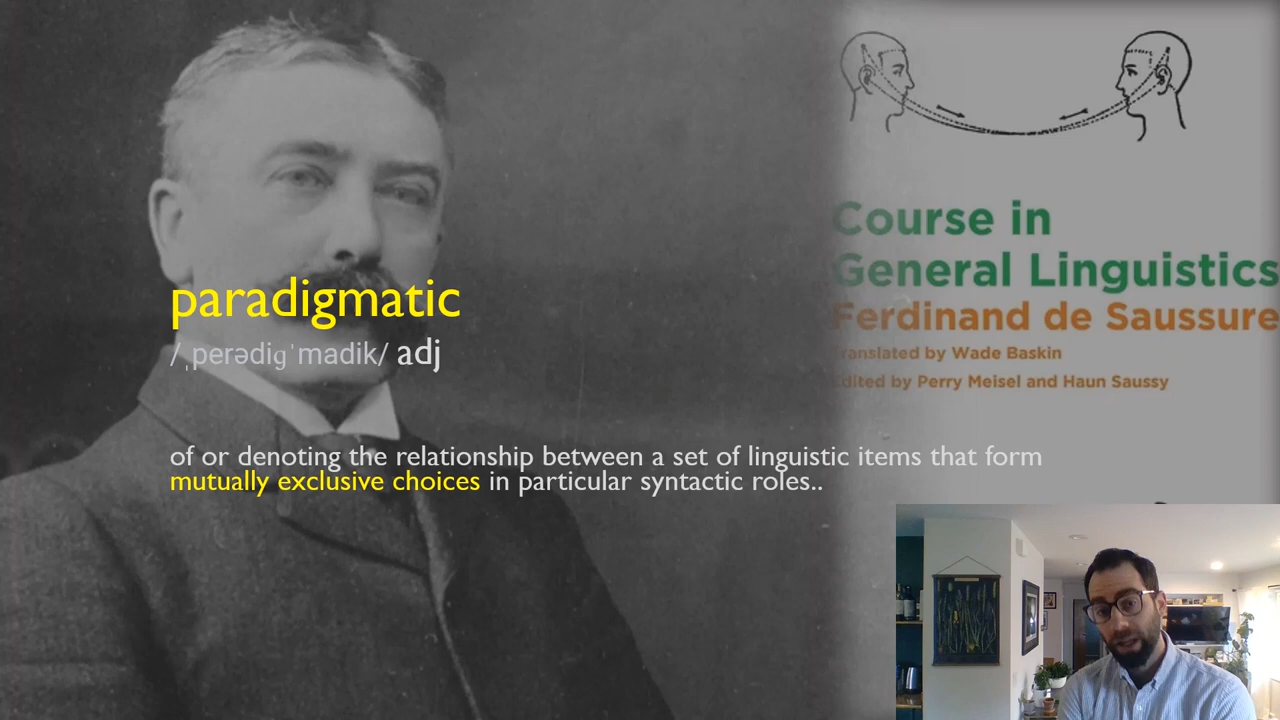 Course in
General Linguistics
Ferdinand de Saussure
Translated by Wade Baskin
Edited by Perry Meisel and Haun Saussy
paradigmatic
/ˌperədiɡˈmadik/ adj
of or denoting the relationship between a set of linguistic items that form
mutually exclusive choices in particular syntactic roles..